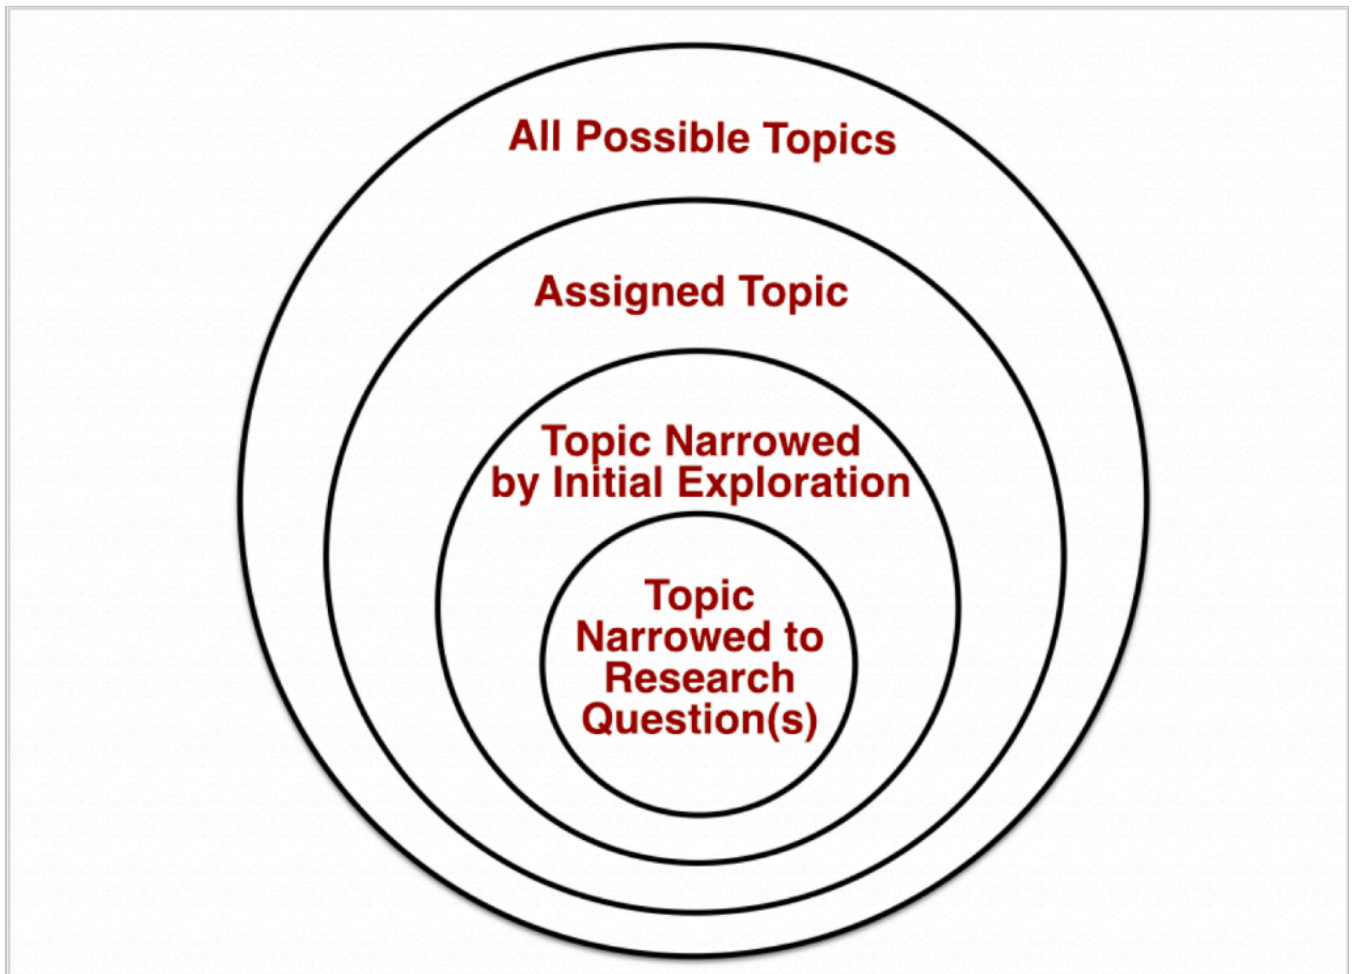 All Possible Topics
Assigned Topic
Topic Narrowed
by Initial Exploration
Topic
Narrowed to
Research
Question(s)